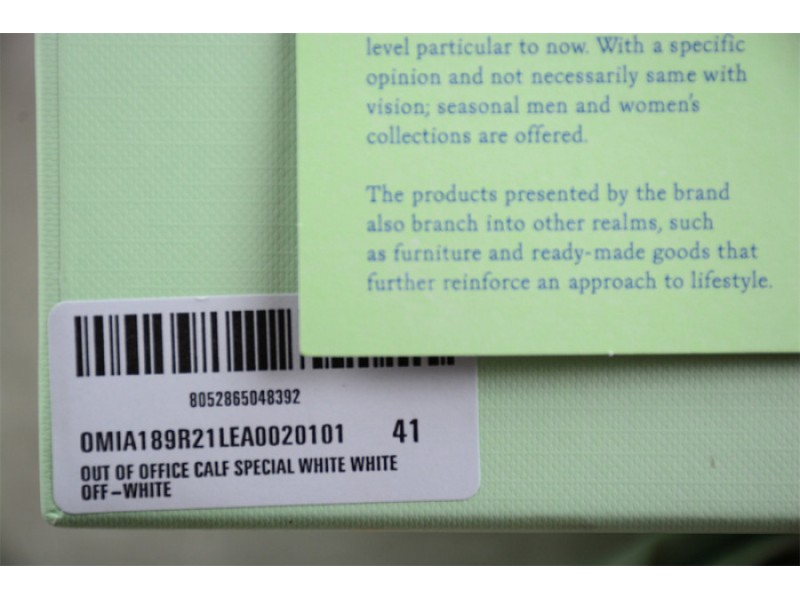 level particular to now. With a specific
opinion and not necessarily same with
vision; seasonal men and women's
collections are offered.
The products presented by the brand
also branch into other realms, such
as furniture and ready-made goods that
further reinforce an approach to lifestyle.
8052865048392
OMIA189R21LEA0020101 41
OUT OF OFFICE CALF SPECIAL WHITE WHITE
OFF-WHITE